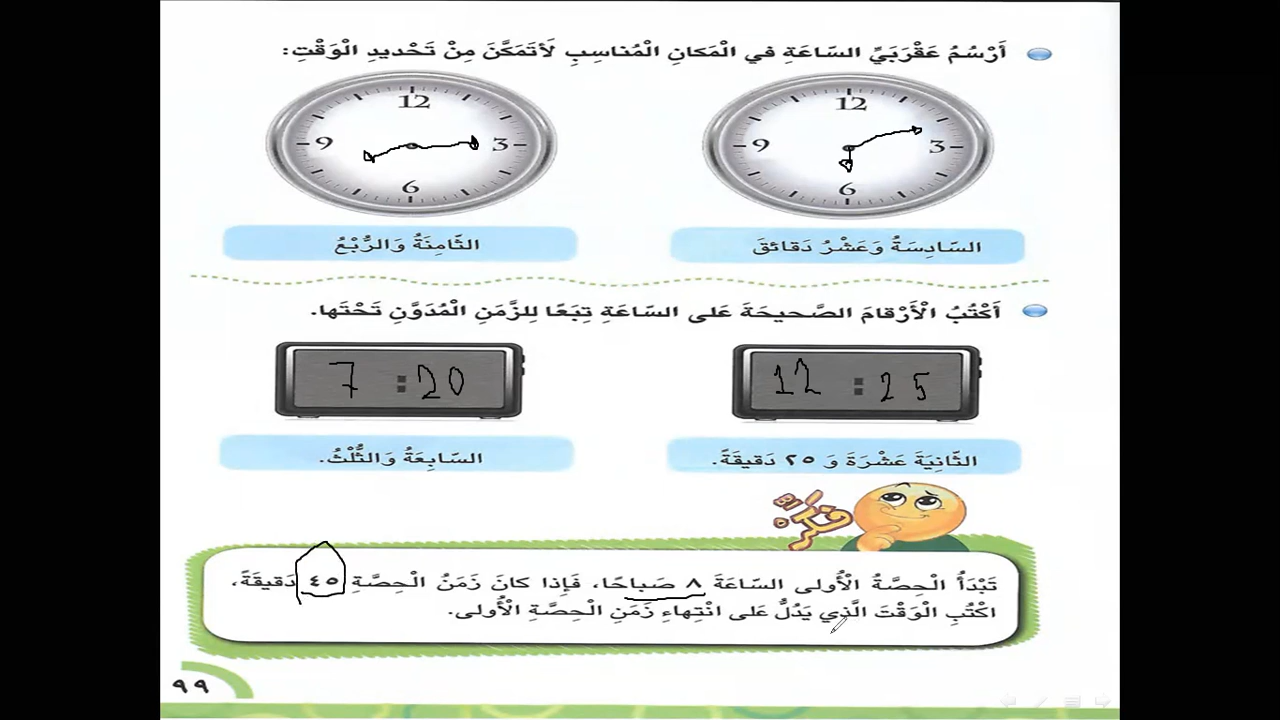 أَرْسُمُ عَقْرَبَيِّ السّاعَةِ في الْمَكانِ الْمُناسِبِ لَأَتَمَكَّنَ مِنْ تَحْديدِ الْوَقْتِ:
12
3
6
9
12
3
6
9
السّادِسَةُ وَعَشْرُ دَقائِقَ
الثّامِنَةُ وَالرُّبْعُ
أَكْتُبُ الْأَرْقامَ الصَّحيحَةَ عَلى السّاعَةِ تِبَعًا لِلزَّمَنِ الْمُدَوَّنِ تَحْتَها.
12 : 25
7 : 20
الثّانِيَةَ عَشْرَةَ وَ ٢٥ دَقيقَةً.
السّابِعَةُ وَالثُّلْثُ.
فَكِّرْ
تَبْدَأُ الْحِصَّةُ الْأُولى السّاعَةَ ٨ صَباحًا، فَإِذا كانَ زَمَنُ الْحِصَّةِ ٤٥ دَقيقَةً،
اكْتُبِ الْوَقْتَ الَّذِي يَدُلُّ عَلى انْتِهاءِ زَمَنِ الْحِصَّةِ الْأُولى.
٩٩